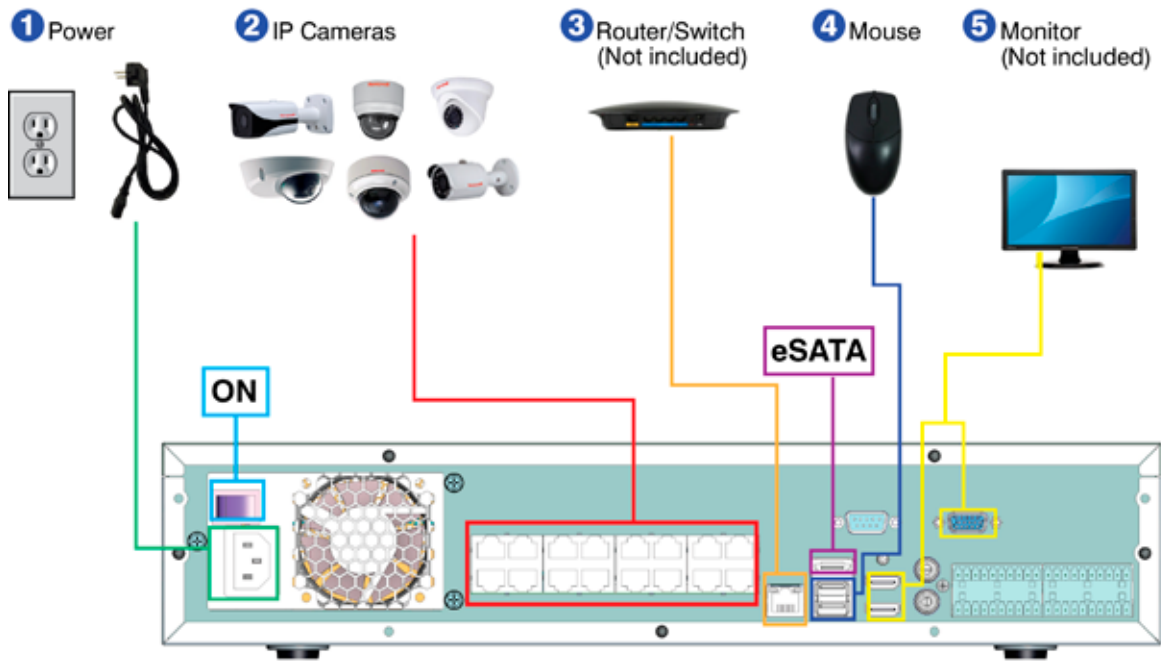 1 Power
2 IP Cameras
3 Router/Switch
(Not included)
4 Mouse
5 Monitor
(Not included)
eSATA
ON